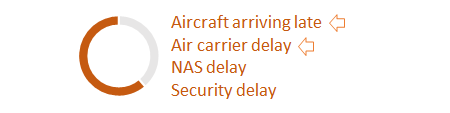 Aircraft arriving late
Air carrier delay
NAS delay
Security delay